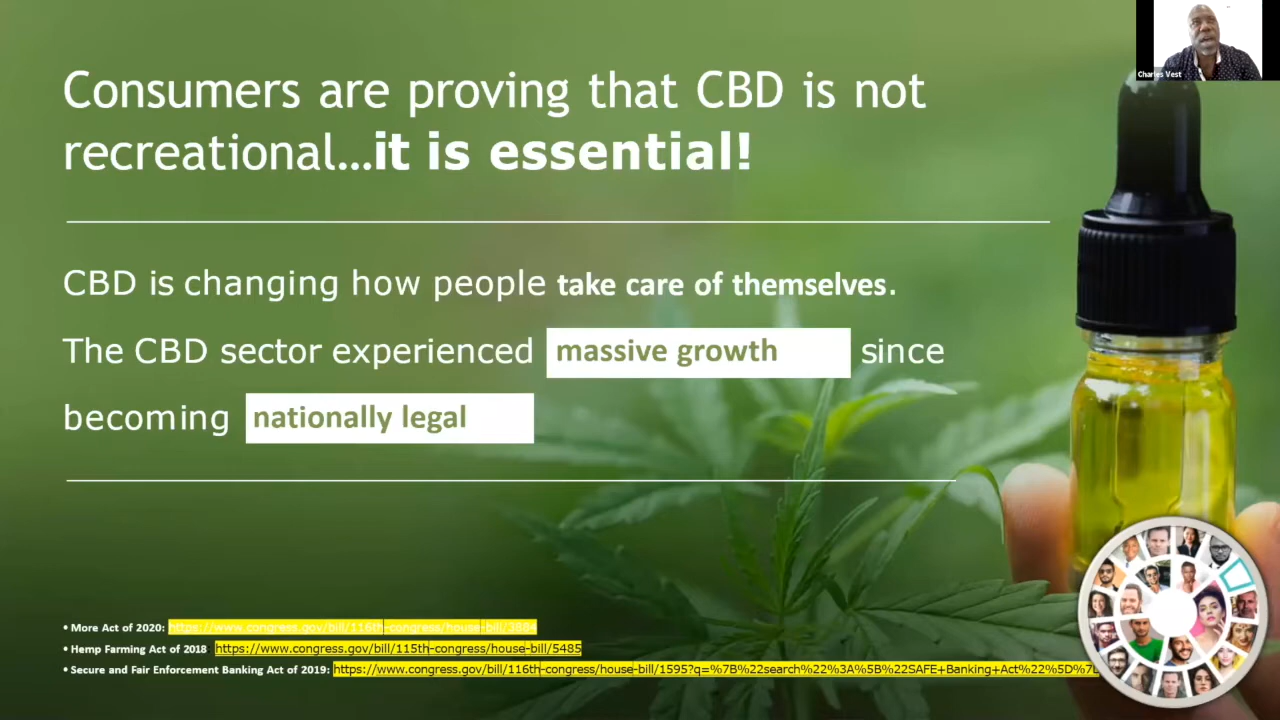 Charles Vest
Consumers are proving that CBD is not
recreational...it is essential!
CBD is changing how people take care of themselves.
The CBD sector experienced massive growth since
becoming nationally legal
• More Act of 2020: https://www.congress.gov/bill/116th-congress/house-bill/3884
• Hemp Farming Act of 2018 https://www.congress.gov/bill/115th-congress/house-bill/5485
• Secure and Fair Enforcement Banking Act of 2019: https://www.congress.gov/bill/116th-congress/house-bill/1595?q=%7B%22search%22%3A%5B%22SAFE+Banking+Act%22%5D%7D